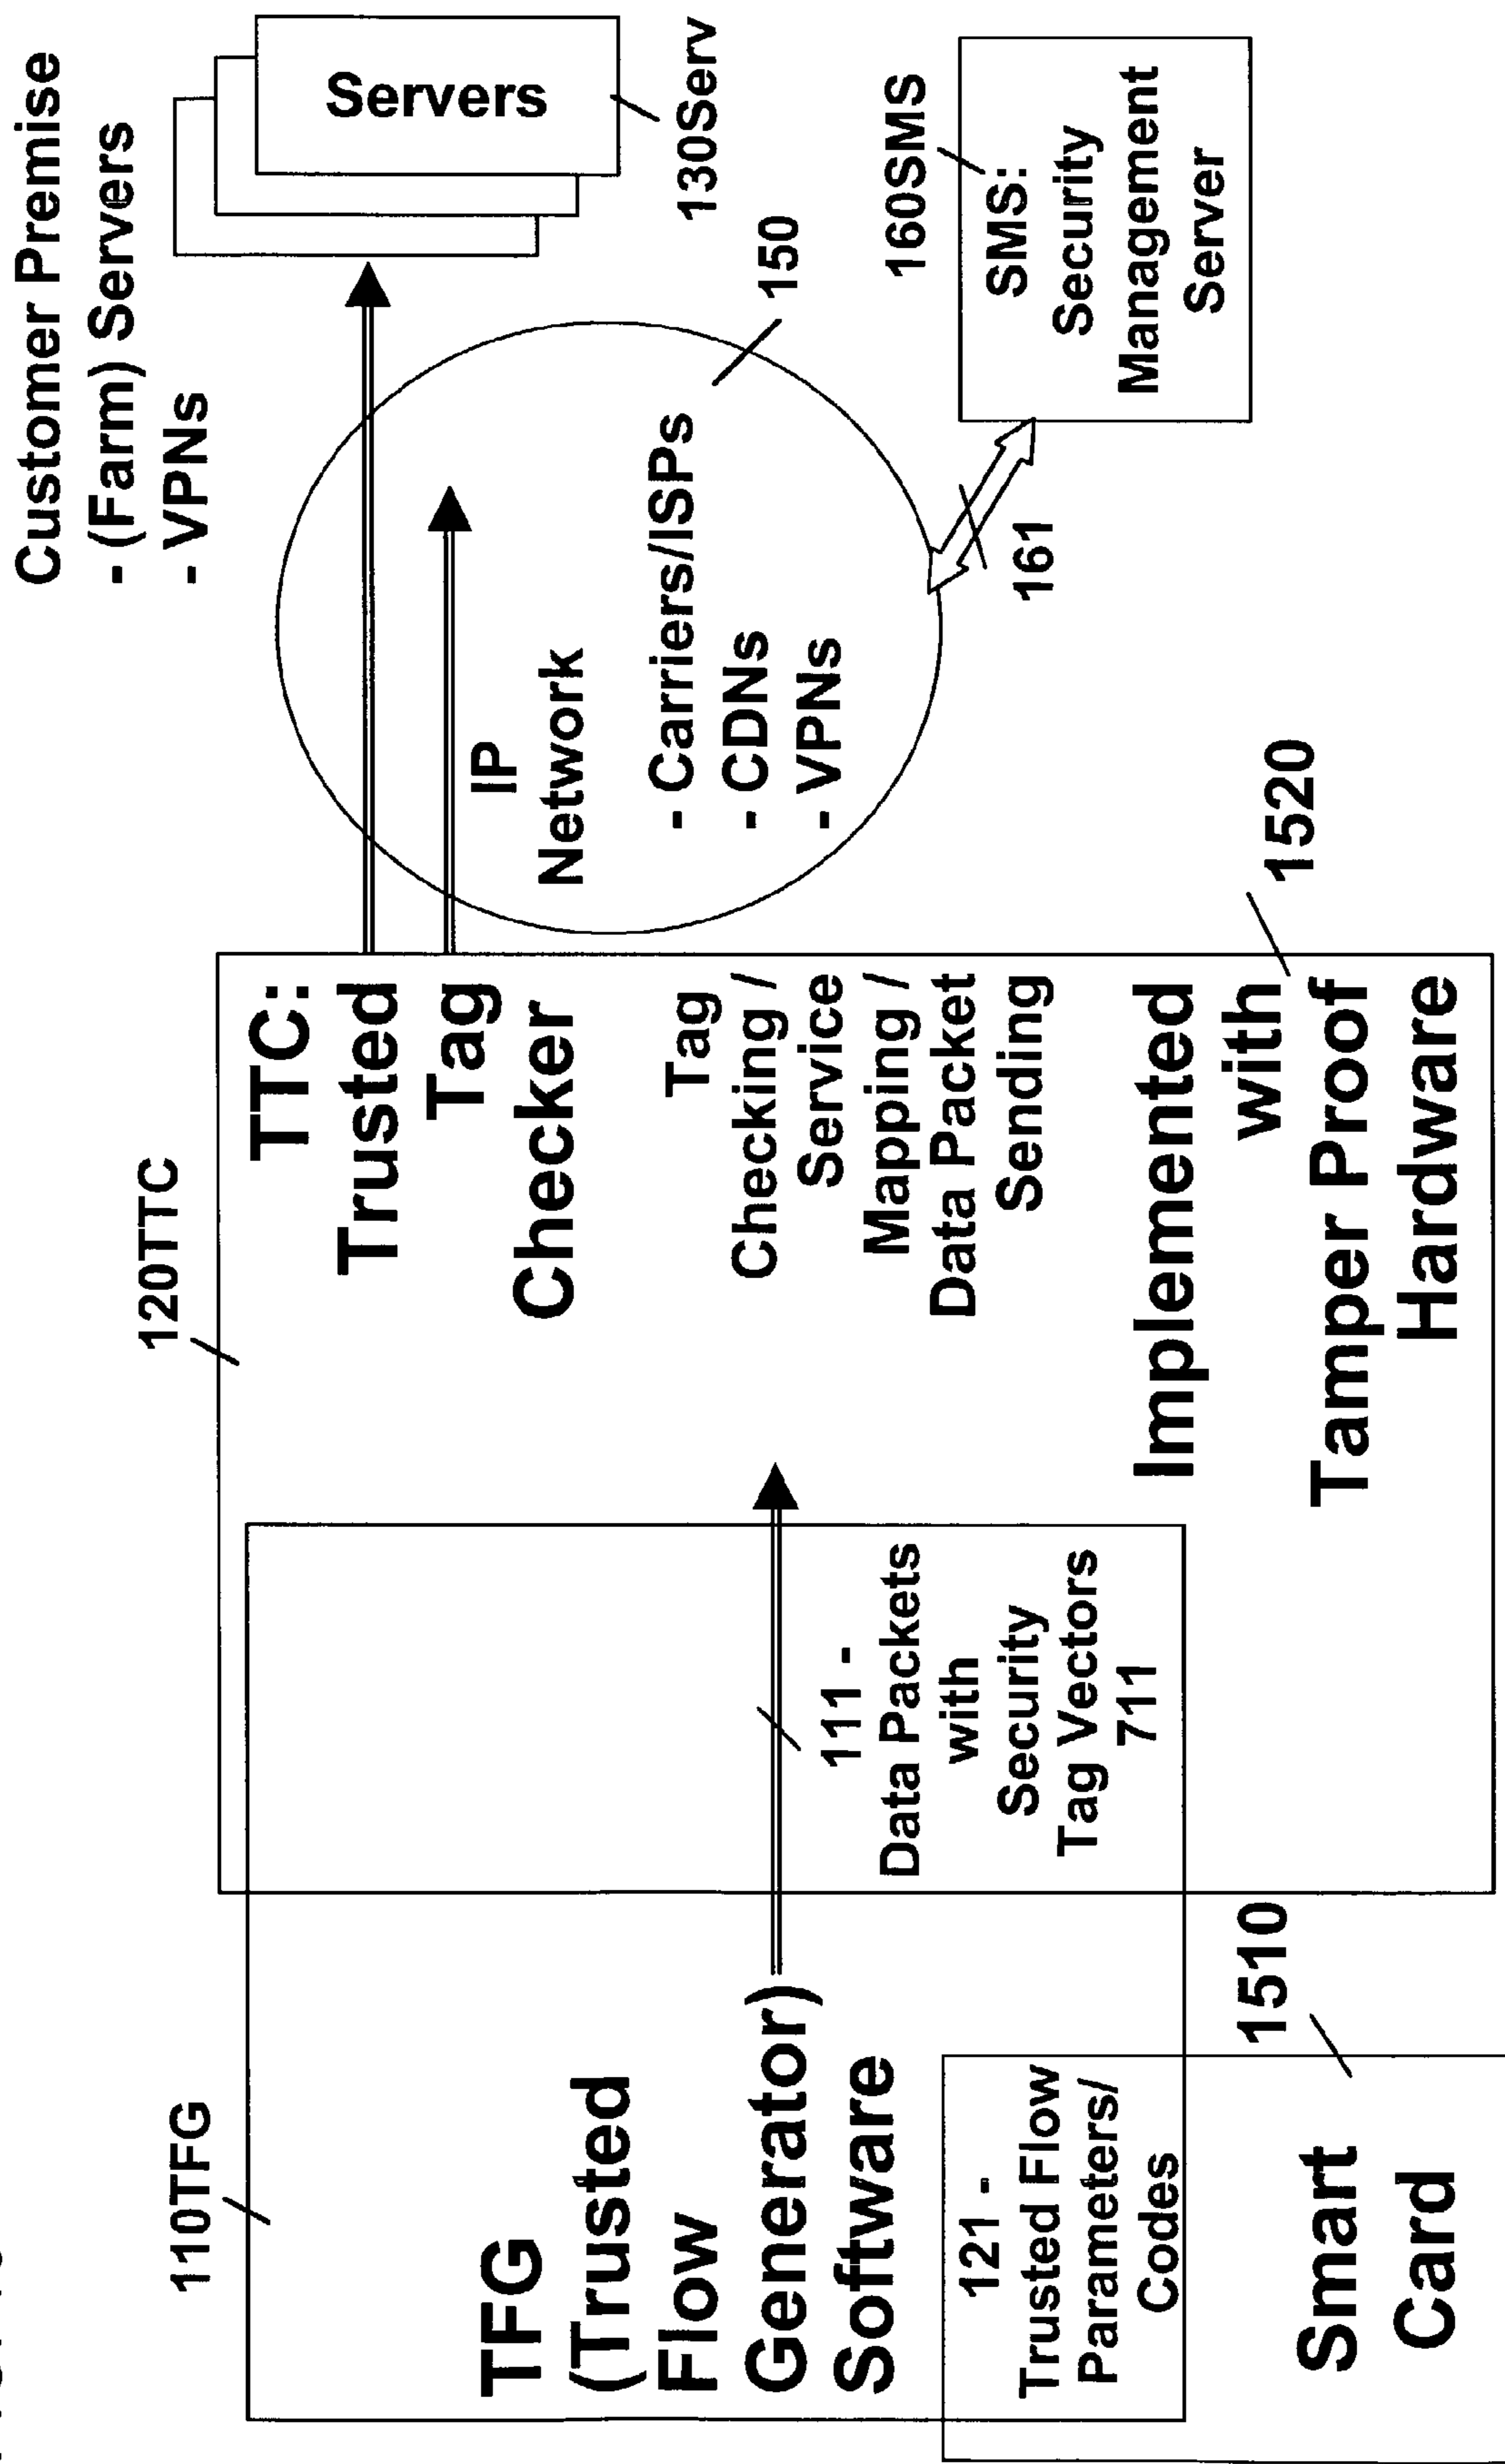 110TFG
TFG
(Trusted
Flow
Generator)
Software
121 -
Trusted Flow
Parameters/
Codes
Smart
Card
1510
111 -
Data Packets
with
Security
Tag Vectors
711
120TTC
TTC:
Trusted
Tag
Checker
Tag
Checking /
Service
Mapping /
Data Packet
Sending
Implemented
with
Tamper Proof
Hardware
1520
IP
Network
- Carriers/ISPs
- CDNs
- VPNs
150
161
Customer Premise
- (Farm) Servers
- VPNs
Servers
130Serv
160SMS
SMS:
Security
Management
Server